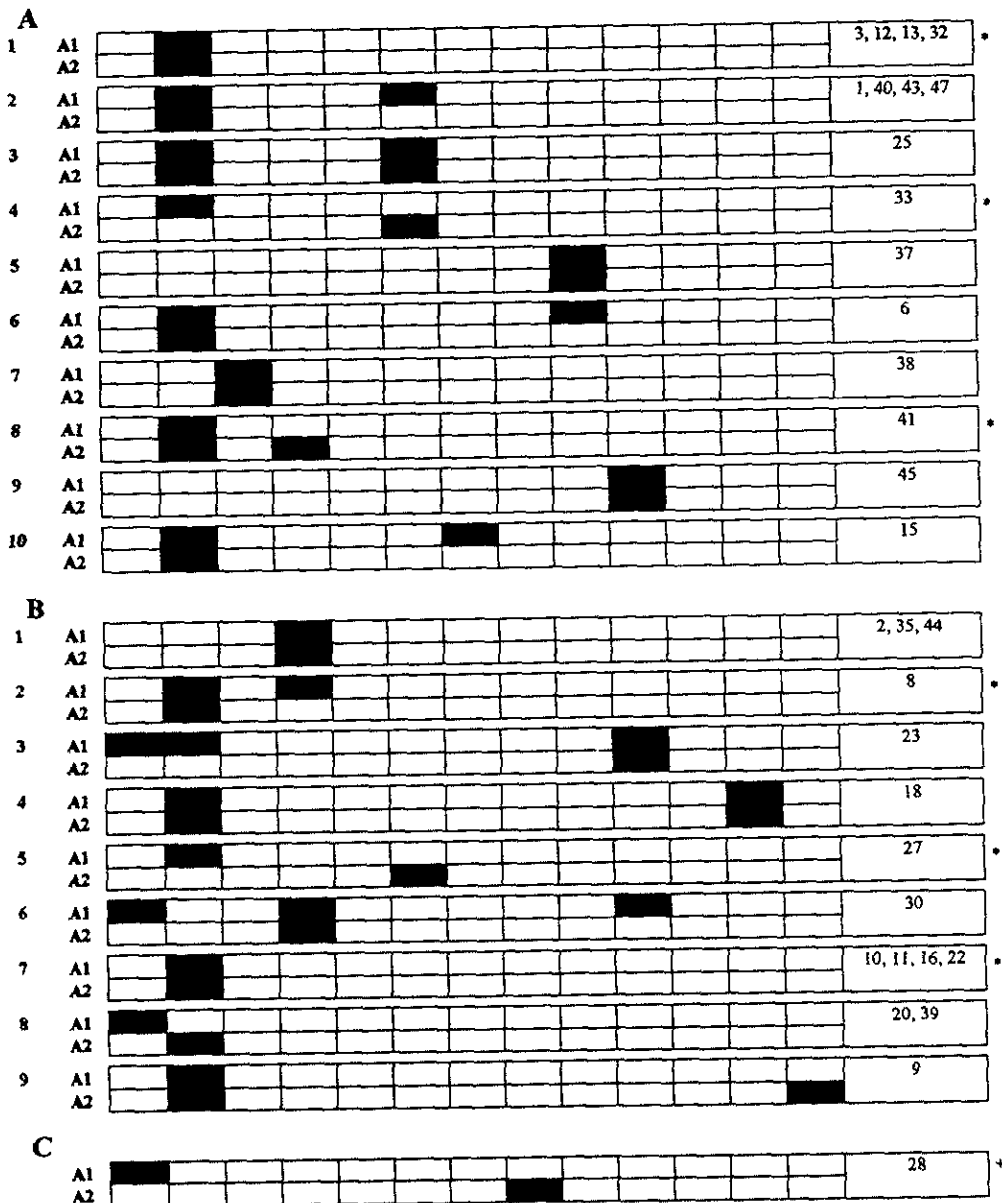 A
1 A1 3, 12, 13, 32 *
A2
2 A1 1, 40, 43, 47
A2
3 A1 25
A2
4 A1 33 *
A2
5 A1 37
A2
6 A1 6
A2
7 A1 38
A2
8 A1 41 *
A2
9 A1 45
A2
10 A1 15
A2
B
1 A1 2, 35, 44
A2
2 A1 8 *
A2
3 A1 23
A2
4 A1 18
A2
5 A1 27 *
A2
6 A1 30
A2
7 A1 10, 11, 16, 22 *
A2
8 A1 20, 39
A2
9 A1 9
A2
C
A1 28 *
A2